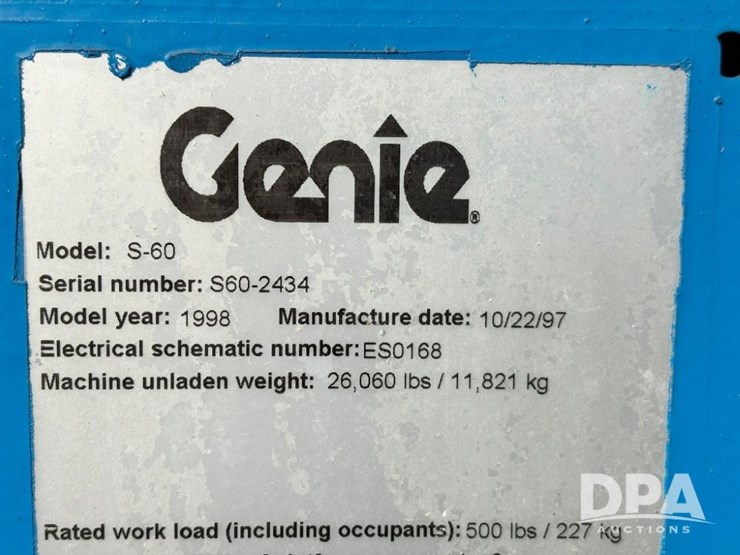 Genie®
Model: S-60
Serial number: S60-2434
Model year: 1998 Manufacture date: 10/22/97
Electrical schematic number:ES0168
Machine unladen weight: 26,060 lbs / 11,821 kg
Rated work load (including occupants): 500 lbs / 227 kg
DPA
AUCTIONS